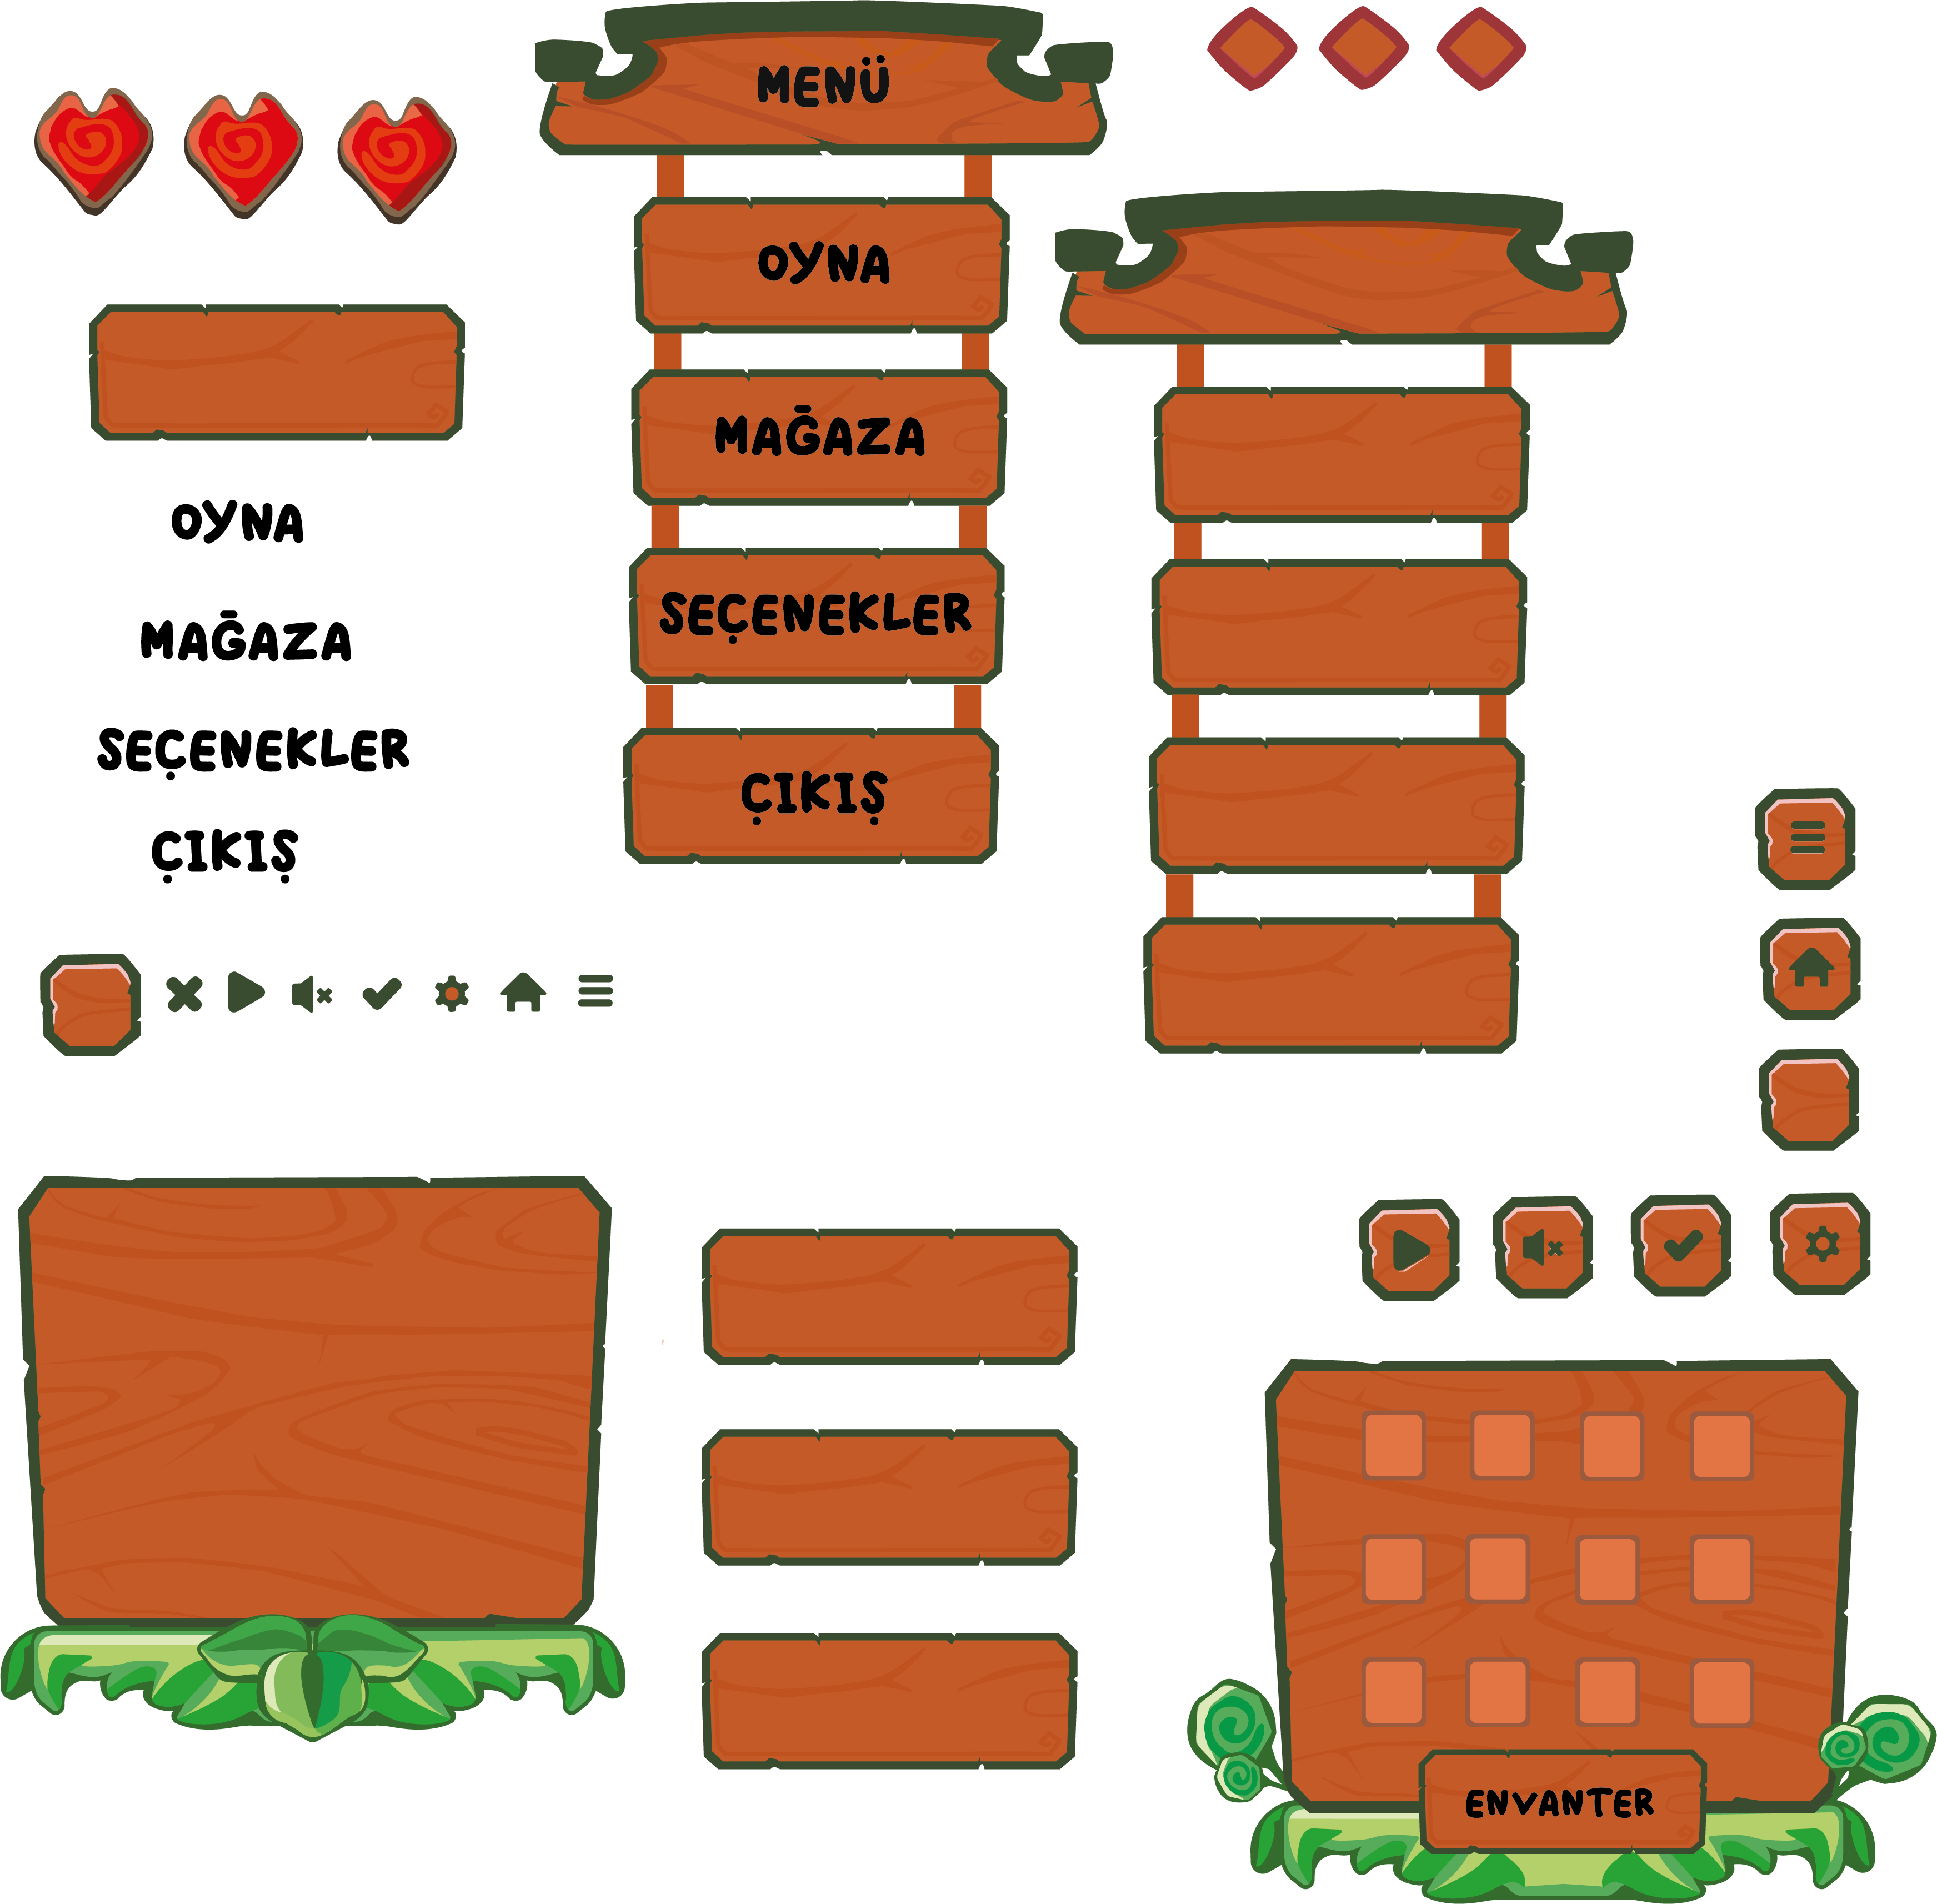 MENÜ
OYNA
MAĞAZA
SEÇENEKLER
ÇIKIŞ
OYNA
MAĞAZA
SEÇENEKLER
ÇIKIŞ
ENVANTER